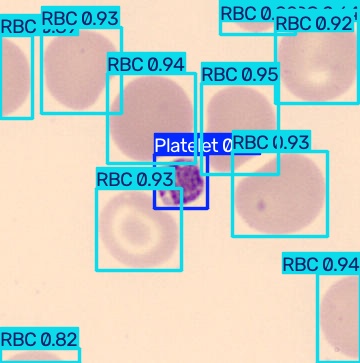 RBC 0.93
RBC
RBC 0.92
RBC 0.94
RBC 0.95
Platelet
RBC 0.93
RBC 0.93
RBC 0.94
RBC 0.82